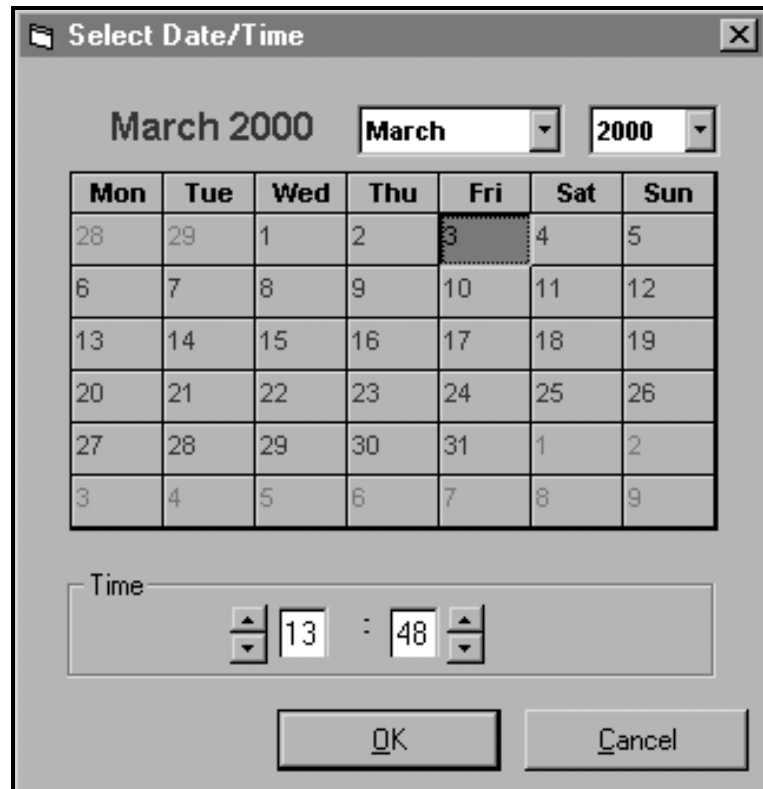 Select Date/Time
March 2000 March 2000
Mon Tue Wed Thu Fri Sat Sun
28 29 1 2 3 4 5
6 7 8 9 10 11 12
13 14 15 16 17 18 19
20 21 22 23 24 25 26
27 28 29 30 31 1 2
3 4 5 6 7 8 9
Time
13 : 48
OK Cancel